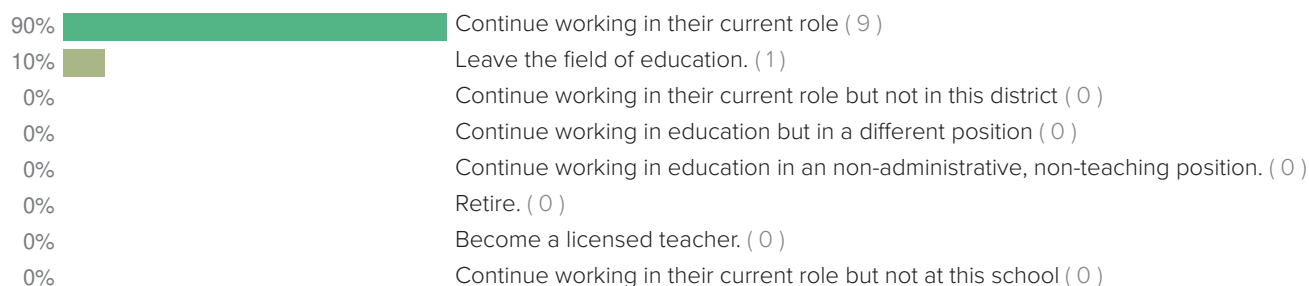 90% Continue working in their current role ( 9 )
10% Leave the field of education. ( 1 )
0% Continue working in their current role but not in this district ( 0 )
0% Continue working in education but in a different position ( 0 )
0% Continue working in education in an non-administrative, non-teaching position. ( 0 )
0% Retire. ( 0 )
0% Become a licensed teacher. ( 0 )
0% Continue working in their current role but not at this school ( 0 )